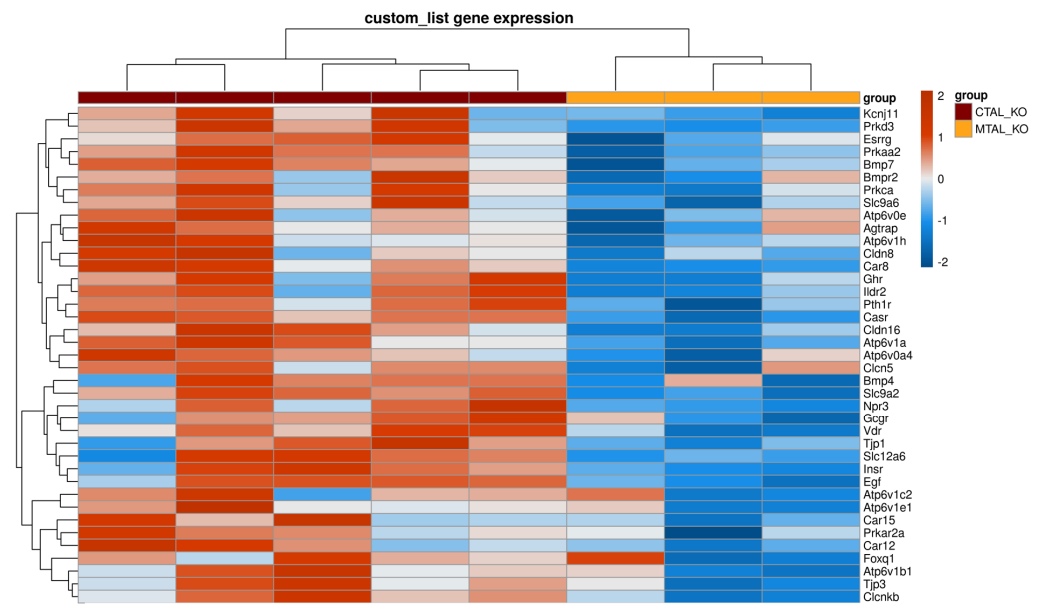 custom_list gene expression
group
Kcnj11
Prkd3
Esrrg
Prkaa2
Bmp7
Bmpr2
Prkca
Slc9a6
Atp6v0e
Agtrap
Atp6v1h
Cldn8
Car8
Ghr
Ildr2
Pth1r
Casr
Cldn16
Atp6v1a
Atp6v0a4
Clcn5
Bmp4
Slc9a2
Npr3
Gcgr
Vdr
Tjp1
Slc12a6
Insr
Egf
Atp6v1c2
Atp6v1e1
Car15
Prkar2a
Car12
Foxq1
Atp6v1b1
Tjp3
Clcnkb
2
1
0
-1
-2
group
CTAL_KO
MTAL_KO